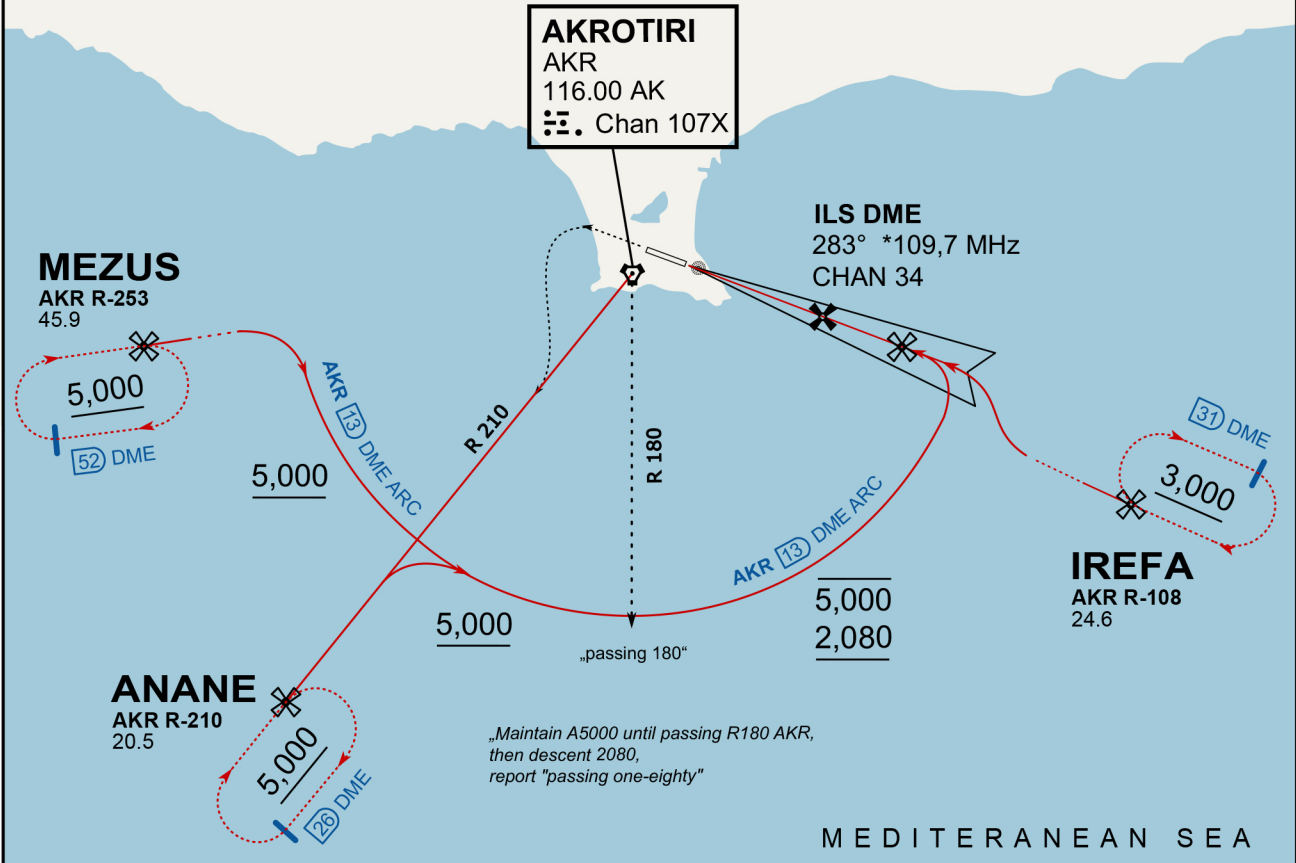 AKROTIRI
AKR
116.00 AK
Chan 107X
ILS DME
283° *109,7 MHz
CHAN 34
MEZUS
AKR R-253
45.9
5,000
52 DME
AKR 13 DME ARC
5,000
R 210
R 180
31 DME
3,000
AKR 13 DME ARC
IREFA
AKR R-108
24.6
5,000
2,080
5,000
„passing 180“
ANANE
AKR R-210
20.5
5,000
26 DME
„Maintain A5000 until passing R180 AKR,
then descent 2080,
report "passing one-eighty"
MEDITERANEAN SEA